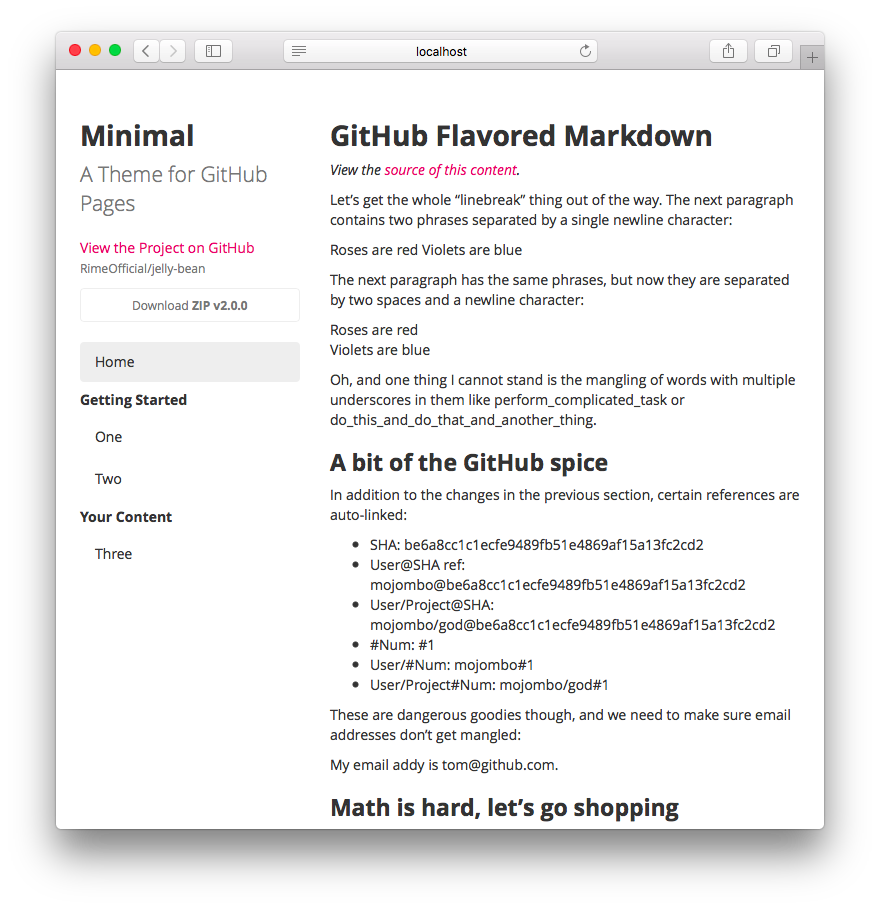 localhost
Minimal
A Theme for GitHub
Pages
View the Project on GitHub
RimeOfficial/jelly-bean
Download ZIP v2.0.0
Home
Getting Started
One
Two
Your Content
Three
GitHub Flavored Markdown
View the source of this content.
Let’s get the whole “linebreak” thing out of the way. The next paragraph
contains two phrases separated by a single newline character:
Roses are red Violets are blue
The next paragraph has the same phrases, but now they are separated
by two spaces and a newline character:
Roses are red
Violets are blue
Oh, and one thing I cannot stand is the mangling of words with multiple
underscores in them like perform_complicated_task or
do_this_and_do_that_and_another_thing.
A bit of the GitHub spice
In addition to the changes in the previous section, certain references are
auto-linked:
• SHA: be6a8cc1c1ecfe9489fb51e4869af15a13fc2cd2
• User@SHA ref:
mojombo@be6a8cc1c1ecfe9489fb51e4869af15a13fc2cd2
• User/Project@SHA:
mojombo/god@be6a8cc1c1ecfe9489fb51e4869af15a13fc2cd2
• #Num: #1
• User/#Num: mojombo#1
• User/Project#Num: mojombo/god#1
These are dangerous goodies though, and we need to make sure email
addresses don’t get mangled:
My email addy is tom@github.com.
Math is hard, let’s go shopping